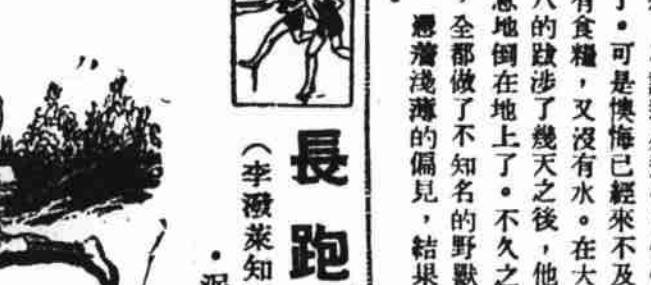 了。可是懊悔已經來不及
有食糧，又沒有水。在大
的跋涉了幾天之後，他
地倒在地上了。不久之
，全都做了不知名的野獸
淺薄的偏見，結果
長跑
（李潑萊知